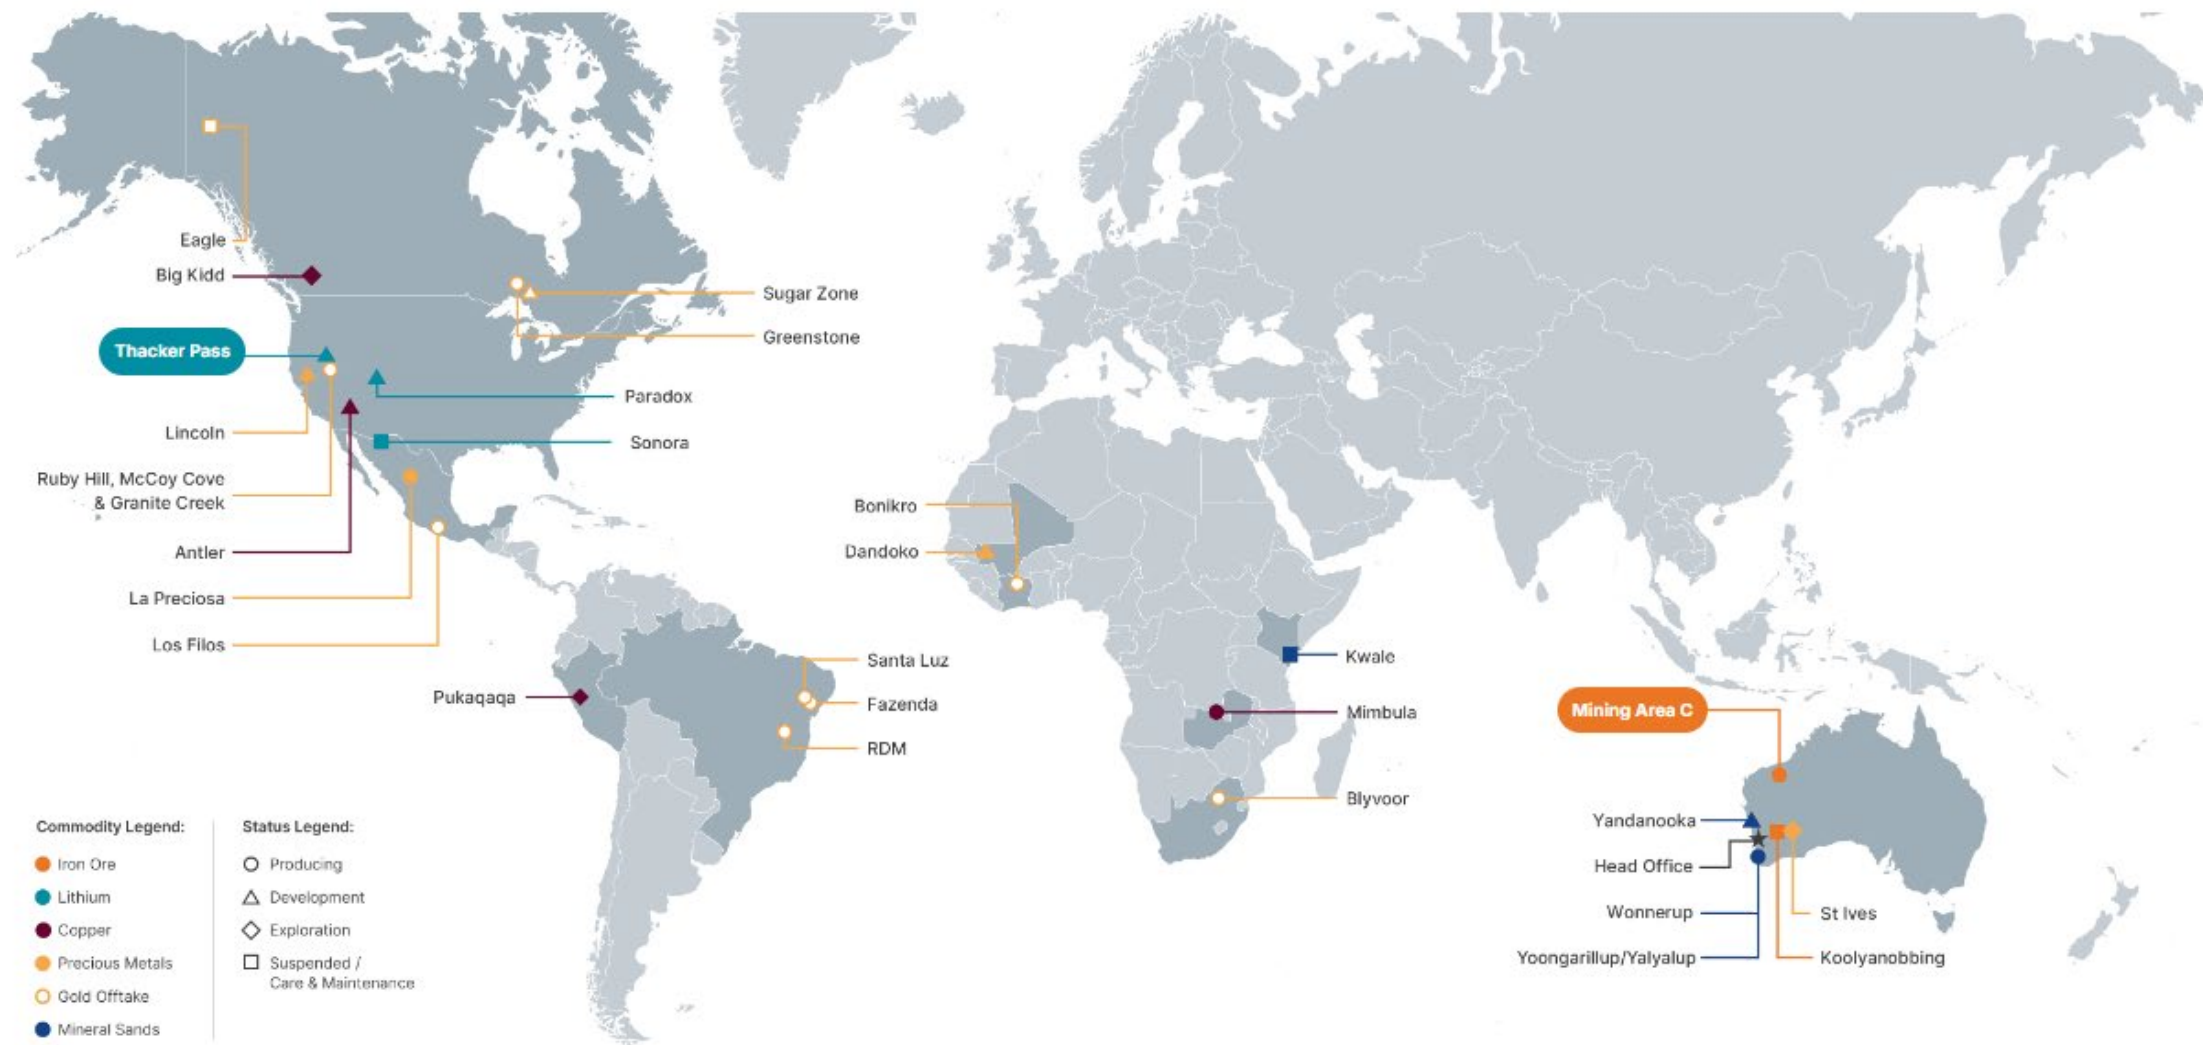 Eagle
Big Kidd
Thacker Pass
Lincoln
Ruby Hill, McCoy Cove
& Granite Creek
Antler
La Preciosa
Los Filos
Sugar Zone
Greenstone
Paradox
Sonora
Pukaqaqa
Santa Luz
Fazenda
RDM
Bonikro
Dandoko
Kwale
Mimbula
Blyvoor
Mining Area C
Yandanooka
Head Office
Wonnerup
Yoongarillup/Yalyalup
St Ives
Koolyanobbing
Commodity Legend:
Iron Ore
Lithium
Copper
Precious Metals
Gold Offtake
Mineral Sands
Status Legend:
Producing
Development
Exploration
Suspended /
Care & Maintenance